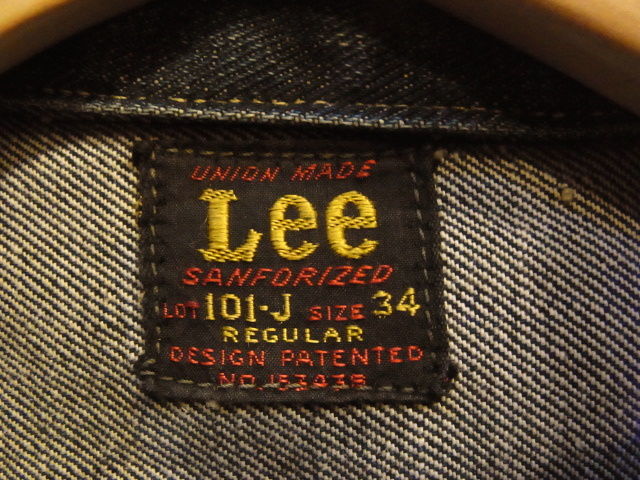 UNION MADE
Lee
SANFORIZED
LOT 101-J SIZE 34
REGULAR
DESIGN PATENTED
NO. 153438